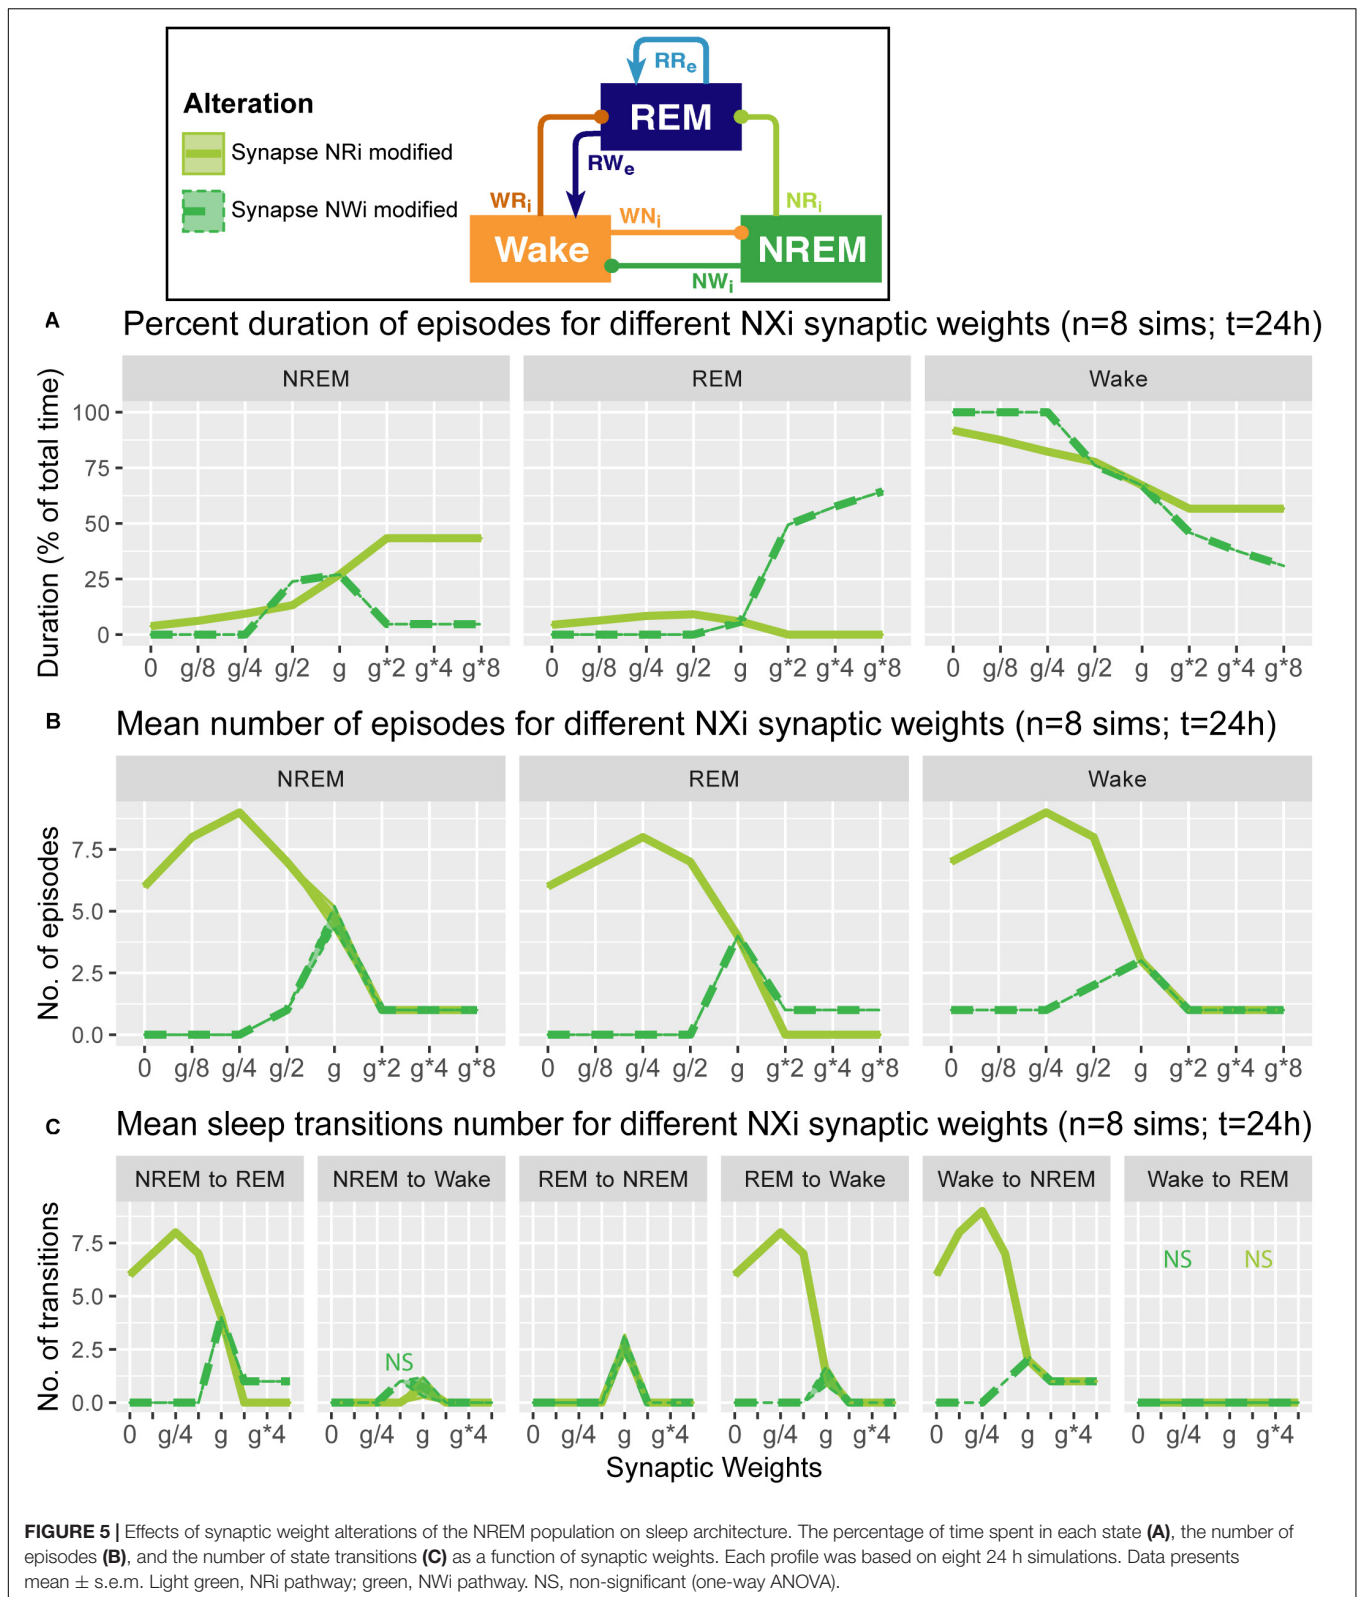 Alteration
Synapse NRi modified
Synapse NWi modified
RRe
REM
RWe
WRi
NRi
WNi
Wake
NREM
NWi
A
Percent duration of episodes for different NXi synaptic weights (n=8 sims; t=24h)
NREM REM Wake
Duration (% of total time)
100
75
50
25
0
0 g/8 g/4 g/2 g g*2 g*4 g*8 0 g/8 g/4 g/2 g g*2 g*4 g*8 0 g/8 g/4 g/2 g g*2 g*4 g*8
B
Mean number of episodes for different NXi synaptic weights (n=8 sims; t=24h)
NREM REM Wake
No. of episodes
7.5
5.0
2.5
0.0
0 g/8 g/4 g/2 g g*2 g*4 g*8 0 g/8 g/4 g/2 g g*2 g*4 g*8 0 g/8 g/4 g/2 g g*2 g*4 g*8
C
Mean sleep transitions number for different NXi synaptic weights (n=8 sims; t=24h)
NREM to REM NREM to Wake REM to NREM REM to Wake Wake to NREM Wake to REM
No. of transitions
7.5
5.0
2.5
0.0
NS
NS NS
0 g/4 g g*4 0 g/4 g g*4 0 g/4 g g*4 0 g/4 g g*4 0 g/4 g g*4 0 g/4 g g*4
Synaptic Weights
FIGURE 5 | Effects of synaptic weight alterations of the NREM population on sleep architecture. The percentage of time spent in each state (A), the number of
episodes (B), and the number of state transitions (C) as a function of synaptic weights. Each profile was based on eight 24 h simulations. Data presents
mean ± s.e.m. Light green, NRi pathway; green, NWi pathway. NS, non-significant (one-way ANOVA).